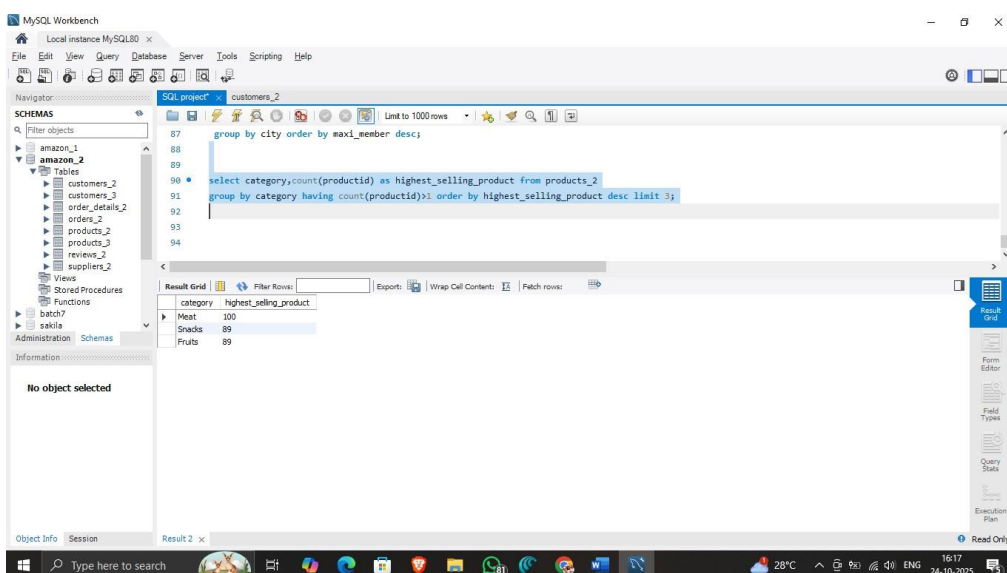 MySQL Workbench
Local instance MySQL80
File Edit View Query Database Server Tools Scripting Help
Navigator
SCHEMAS
Filter objects
amazon_1
amazon_2
Tables
customers_2
customers_3
order_details_2
orders_2
products_2
products_3
reviews_2
suppliers_2
Views
Stored Procedures
Functions
batch7
sakila
Administration Schemas
Information
No object selected
Object Info Session
SQL project* customers_2
Limit to 1000 rows
87 group by city order by maxi_member desc;
88
89
90 select category,count(productid) as highest_selling_product from products_2
91 group by category having count(productid)>1 order by highest_selling_product desc limit 3;
92
93
94
Result Grid Filter Rows: Export: Wrap Cell Content: Fetch rows:
category highest_selling_product
Meat 100
Snacks 89
Fruits 89
Result Grid
Form Editor
Field Types
Query Stats
Execution Plan
Result 2
Read Only
Type here to search
81
28°C
ENG
16:17
24-10-2025